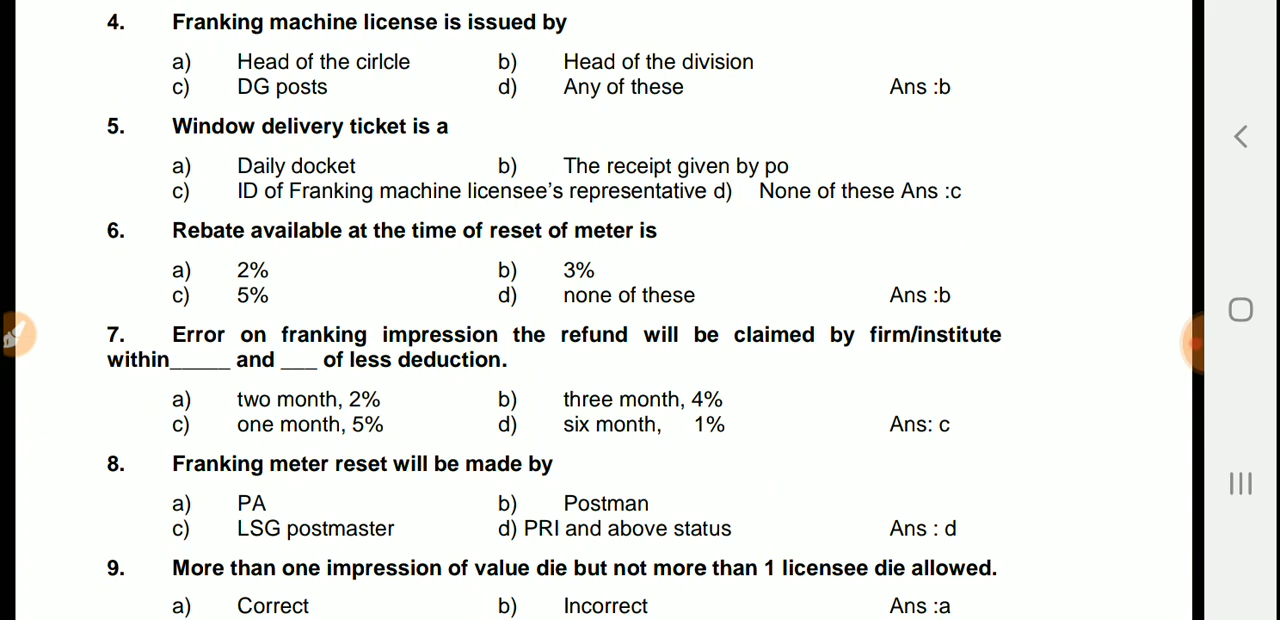 4. Franking machine license is issued by
a) Head of the cirlcle b) Head of the division
c) DG posts d) Any of these Ans :b
5. Window delivery ticket is a
a) Daily docket b) The receipt given by po
c) ID of Franking machine licensee’s representative d) None of these Ans :c
6. Rebate available at the time of reset of meter is
a) 2% b) 3%
c) 5% d) none of these Ans :b
7. Error on franking impression the refund will be claimed by firm/institute
within_____ and ___ of less deduction.
a) two month, 2% b) three month, 4%
c) one month, 5% d) six month, 1% Ans: c
8. Franking meter reset will be made by
a) PA b) Postman
c) LSG postmaster d) PRI and above status Ans : d
9. More than one impression of value die but not more than 1 licensee die allowed.
a) Correct b) Incorrect Ans :a